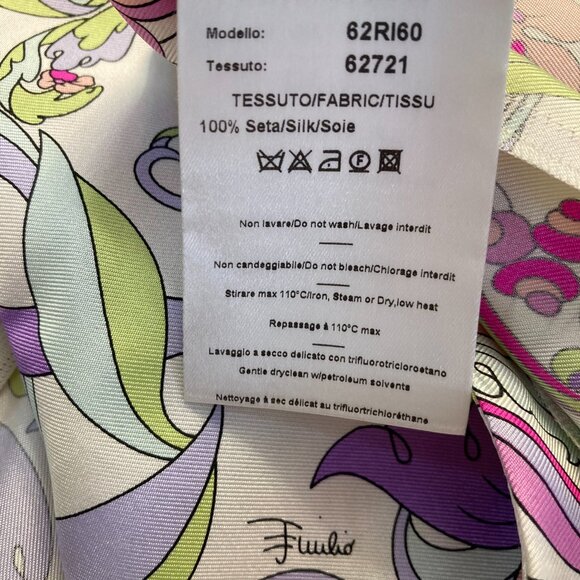 Modello: 62RI60
Tessuto: 62721
TESSUTO/FABRIC/TISSU
100% Seta/Silk/Soie
Non lavare/Do not wash/Lavage interdit
Non candeggiabile/Do not bleach/Chlorage interdit
Stirare max 110°C/Iron, Steam or Dry,low heat
Repassage à 110°C max
Lavaggio a secco delicato con trifluorotricloroetano
Gentle dryclean w/petroleum solvents
Nettoyage à sec délicat au trifluortrichloréthane
Emilio